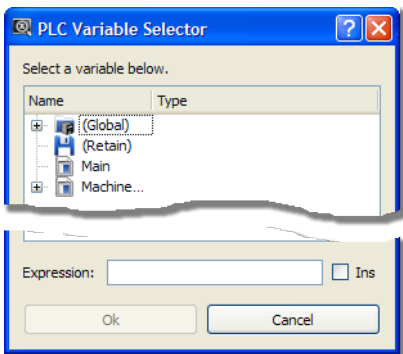 PLC Variable Selector
Select a variable below.
Name Type
(Global)
(Retain)
Main
Machine...
Expression: Ins
Ok Cancel